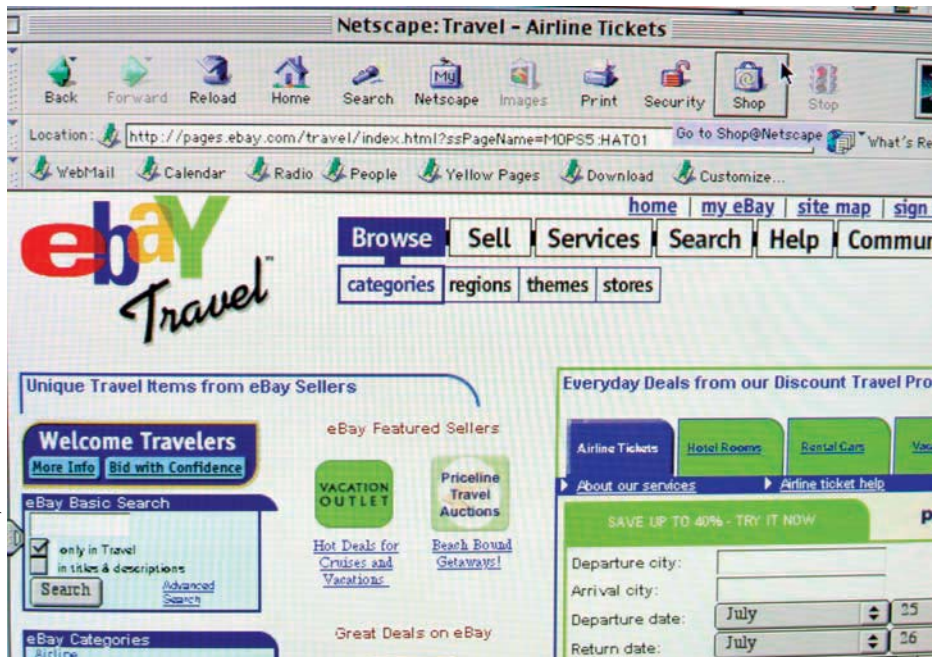 Netscape: Travel - Airline Tickets
Back Forward Reload Home Search Netscape Images Print Security Shop Stop
Location: http://pages.ebay.com/travel/index.html?ssPageName=MOPS5:HAT01 Go to Shop@Netscape What's Re
WebMail Calendar Radio People Yellow Pages Download Customize...
home | my eBay | site map | sign
ebaY Travel™
Browse Sell Services Search Help Commun
categories regions themes stores
Unique Travel Items from eBay Sellers
Welcome Travelers
More Info Bid with Confidence
eBay Basic Search
only in Travel
in titles & descriptions
Search Advanced Search
eBay Categories
Airline
eBay Featured Sellers
VACATION OUTLET
Priceline
Travel
Auctions
Hot Deals for
Cruises and
Vacations
Beach Bound
Getaways!
Great Deals on eBay
Everyday Deals from our Discount Travel Pro
Airline Tickets Hotel Rooms Rental Cars Vac
About our services Airline ticket help
SAVE UP TO 40% - TRY IT NOW p
Departure city:
Arrival city:
Departure date: July 25
Return date: July 26